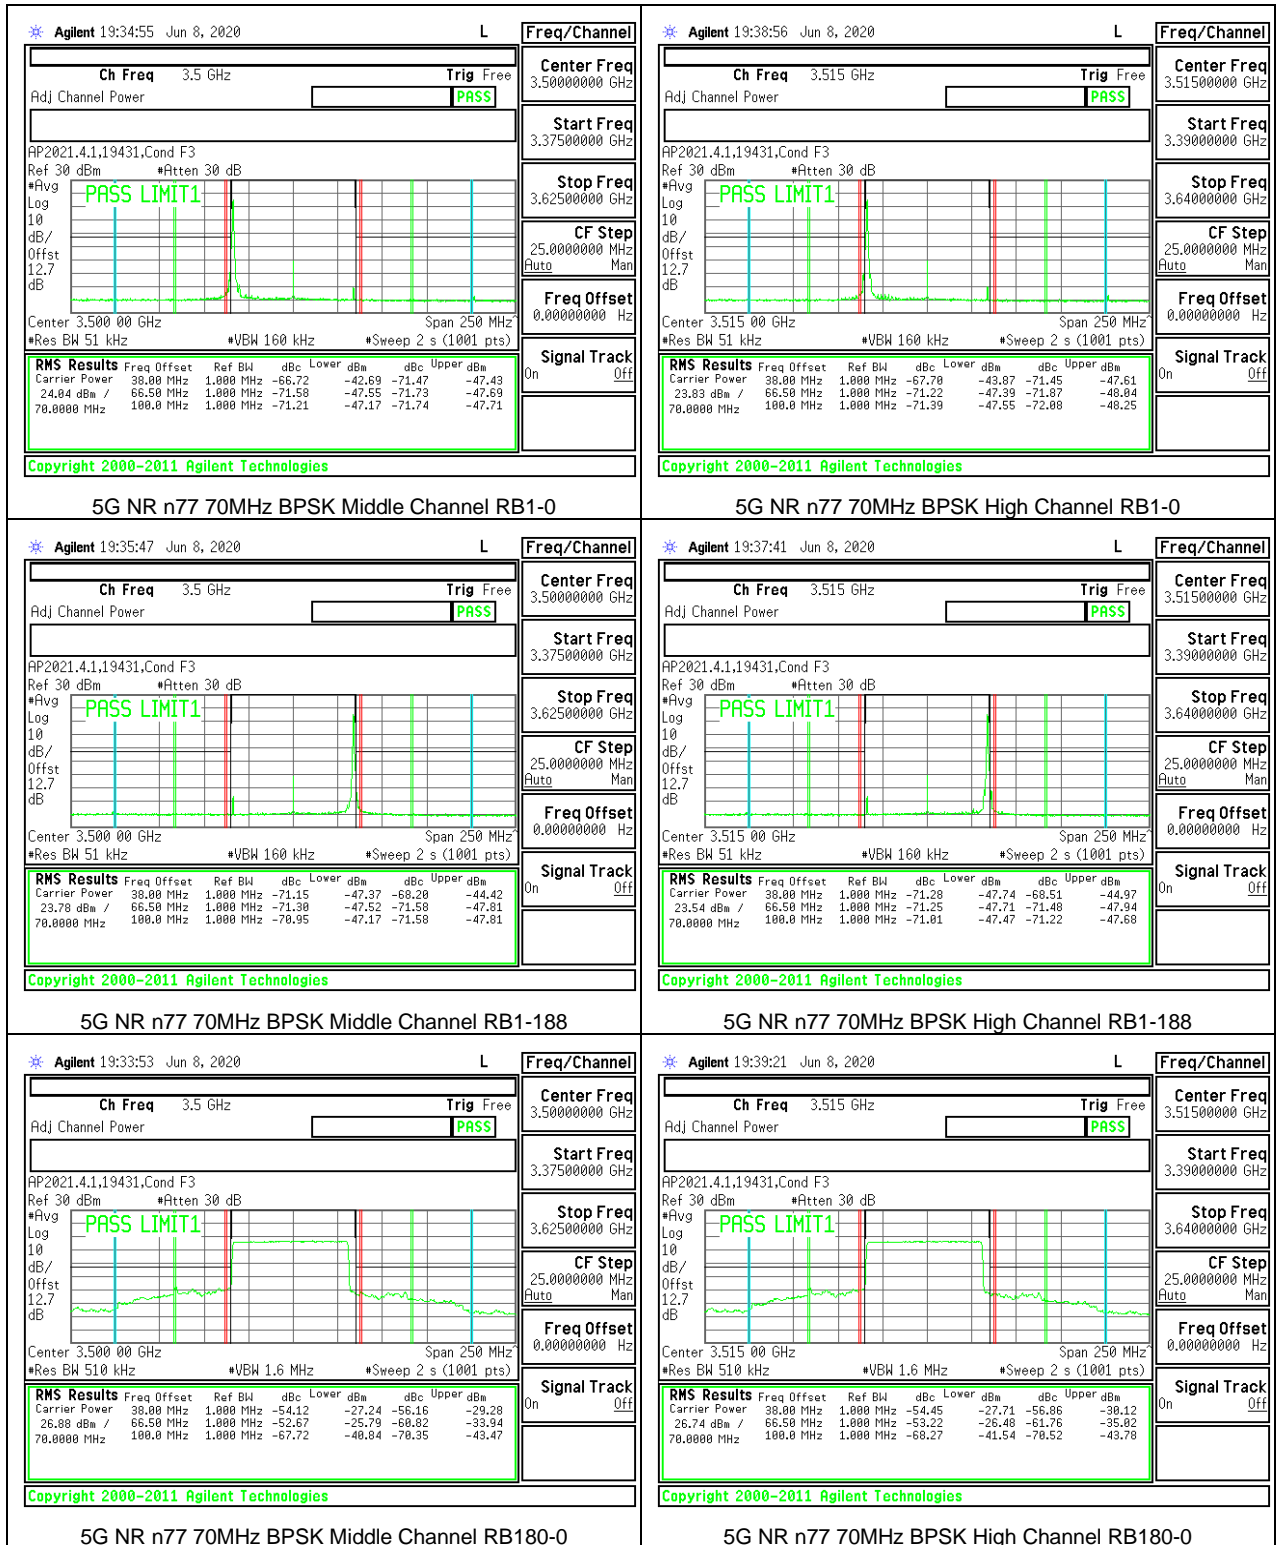 Agilent 19:34:55 Jun 8, 2020 L Freq/Channel
Ch Freq 3.5 GHz Trig Free
Adj Channel Power PASS
Center Freq
3.50000000 GHz
Start Freq
3.37500000 GHz
Stop Freq
3.62500000 GHz
CF Step
25.0000000 MHz
Auto Man
Freq Offset
0.00000000 Hz
Signal Track
On Off
AP2021.4.1,19431,Cond F3
Ref 30 dBm #Atten 30 dB
#Avg
Log
10
dB/
Offst
12.7
dB
PASS LIMIT1
Center 3.500 00 GHz Span 250 MHz
#Res BW 51 kHz #VBW 160 kHz #Sweep 2 s (1001 pts)
RMS Results Freq Offset Ref BW dBc Lower dBm dBc Upper dBm
Carrier Power 38.00 MHz 1.000 MHz -66.72 -42.69 -71.47 -47.43
24.04 dBm / 66.50 MHz 1.000 MHz -71.58 -47.55 -71.73 -47.69
70.0000 MHz 100.0 MHz 1.000 MHz -71.21 -47.17 -71.74 -47.71
Copyright 2000-2011 Agilent Technologies
5G NR n77 70MHz BPSK Middle Channel RB1-0
Agilent 19:38:56 Jun 8, 2020 L Freq/Channel
Ch Freq 3.515 GHz Trig Free
Adj Channel Power PASS
Center Freq
3.51500000 GHz
Start Freq
3.39000000 GHz
Stop Freq
3.64000000 GHz
CF Step
25.0000000 MHz
Auto Man
Freq Offset
0.00000000 Hz
Signal Track
On Off
AP2021.4.1,19431,Cond F3
Ref 30 dBm #Atten 30 dB
#Avg
Log
10
dB/
Offst
12.7
dB
PASS LIMIT1
Center 3.515 00 GHz Span 250 MHz
#Res BW 51 kHz #VBW 160 kHz #Sweep 2 s (1001 pts)
RMS Results Freq Offset Ref BW dBc Lower dBm dBc Upper dBm
Carrier Power 38.00 MHz 1.000 MHz -67.70 -43.87 -71.45 -47.61
23.83 dBm / 66.50 MHz 1.000 MHz -71.22 -47.39 -71.87 -48.04
70.0000 MHz 100.0 MHz 1.000 MHz -71.39 -47.55 -72.08 -48.25
Copyright 2000-2011 Agilent Technologies
5G NR n77 70MHz BPSK High Channel RB1-0
Agilent 19:35:47 Jun 8, 2020 L Freq/Channel
Ch Freq 3.5 GHz Trig Free
Adj Channel Power PASS
Center Freq
3.50000000 GHz
Start Freq
3.37500000 GHz
Stop Freq
3.62500000 GHz
CF Step
25.0000000 MHz
Auto Man
Freq Offset
0.00000000 Hz
Signal Track
On Off
AP2021.4.1,19431,Cond F3
Ref 30 dBm #Atten 30 dB
#Avg
Log
10
dB/
Offst
12.7
dB
PASS LIMIT1
Center 3.500 00 GHz Span 250 MHz
#Res BW 51 kHz #VBW 160 kHz #Sweep 2 s (1001 pts)
RMS Results Freq Offset Ref BW dBc Lower dBm dBc Upper dBm
Carrier Power 38.00 MHz 1.000 MHz -71.15 -47.37 -68.20 -44.42
23.78 dBm / 66.50 MHz 1.000 MHz -71.30 -47.52 -71.58 -47.81
70.0000 MHz 100.0 MHz 1.000 MHz -70.95 -47.17 -71.58 -47.81
Copyright 2000-2011 Agilent Technologies
5G NR n77 70MHz BPSK Middle Channel RB1-188
Agilent 19:37:41 Jun 8, 2020 L Freq/Channel
Ch Freq 3.515 GHz Trig Free
Adj Channel Power PASS
Center Freq
3.51500000 GHz
Start Freq
3.39000000 GHz
Stop Freq
3.64000000 GHz
CF Step
25.0000000 MHz
Auto Man
Freq Offset
0.00000000 Hz
Signal Track
On Off
AP2021.4.1,19431,Cond F3
Ref 30 dBm #Atten 30 dB
#Avg
Log
10
dB/
Offst
12.7
dB
PASS LIMIT1
Center 3.515 00 GHz Span 250 MHz
#Res BW 51 kHz #VBW 160 kHz #Sweep 2 s (1001 pts)
RMS Results Freq Offset Ref BW dBc Lower dBm dBc Upper dBm
Carrier Power 38.00 MHz 1.000 MHz -71.28 -47.74 -68.51 -44.97
23.54 dBm / 66.50 MHz 1.000 MHz -71.25 -47.71 -71.48 -47.94
70.0000 MHz 100.0 MHz 1.000 MHz -71.01 -47.47 -71.22 -47.68
Copyright 2000-2011 Agilent Technologies
5G NR n77 70MHz BPSK High Channel RB1-188
Agilent 19:33:53 Jun 8, 2020 L Freq/Channel
Ch Freq 3.5 GHz Trig Free
Adj Channel Power PASS
Center Freq
3.50000000 GHz
Start Freq
3.37500000 GHz
Stop Freq
3.62500000 GHz
CF Step
25.0000000 MHz
Auto Man
Freq Offset
0.00000000 Hz
Signal Track
On Off
AP2021.4.1,19431,Cond F3
Ref 30 dBm #Atten 30 dB
#Avg
Log
10
dB/
Offst
12.7
dB
PASS LIMIT1
Center 3.500 00 GHz Span 250 MHz
#Res BW 510 kHz #VBW 1.6 MHz #Sweep 2 s (1001 pts)
RMS Results Freq Offset Ref BW dBc Lower dBm dBc Upper dBm
Carrier Power 38.00 MHz 1.000 MHz -54.12 -27.24 -56.16 -29.28
26.88 dBm / 66.50 MHz 1.000 MHz -52.67 -25.79 -60.82 -33.94
70.0000 MHz 100.0 MHz 1.000 MHz -67.72 -40.84 -70.35 -43.47
Copyright 2000-2011 Agilent Technologies
5G NR n77 70MHz BPSK Middle Channel RB180-0
Agilent 19:39:21 Jun 8, 2020 L Freq/Channel
Ch Freq 3.515 GHz Trig Free
Adj Channel Power PASS
Center Freq
3.51500000 GHz
Start Freq
3.39000000 GHz
Stop Freq
3.64000000 GHz
CF Step
25.0000000 MHz
Auto Man
Freq Offset
0.00000000 Hz
Signal Track
On Off
AP2021.4.1,19431,Cond F3
Ref 30 dBm #Atten 30 dB
#Avg
Log
10
dB/
Offst
12.7
dB
PASS LIMIT1
Center 3.515 00 GHz Span 250 MHz
#Res BW 510 kHz #VBW 1.6 MHz #Sweep 2 s (1001 pts)
RMS Results Freq Offset Ref BW dBc Lower dBm dBc Upper dBm
Carrier Power 38.00 MHz 1.000 MHz -54.45 -27.71 -56.86 -30.12
26.74 dBm / 66.50 MHz 1.000 MHz -53.22 -26.48 -61.76 -35.02
70.0000 MHz 100.0 MHz 1.000 MHz -68.27 -41.54 -70.52 -43.78
Copyright 2000-2011 Agilent Technologies
5G NR n77 70MHz BPSK High Channel RB180-0